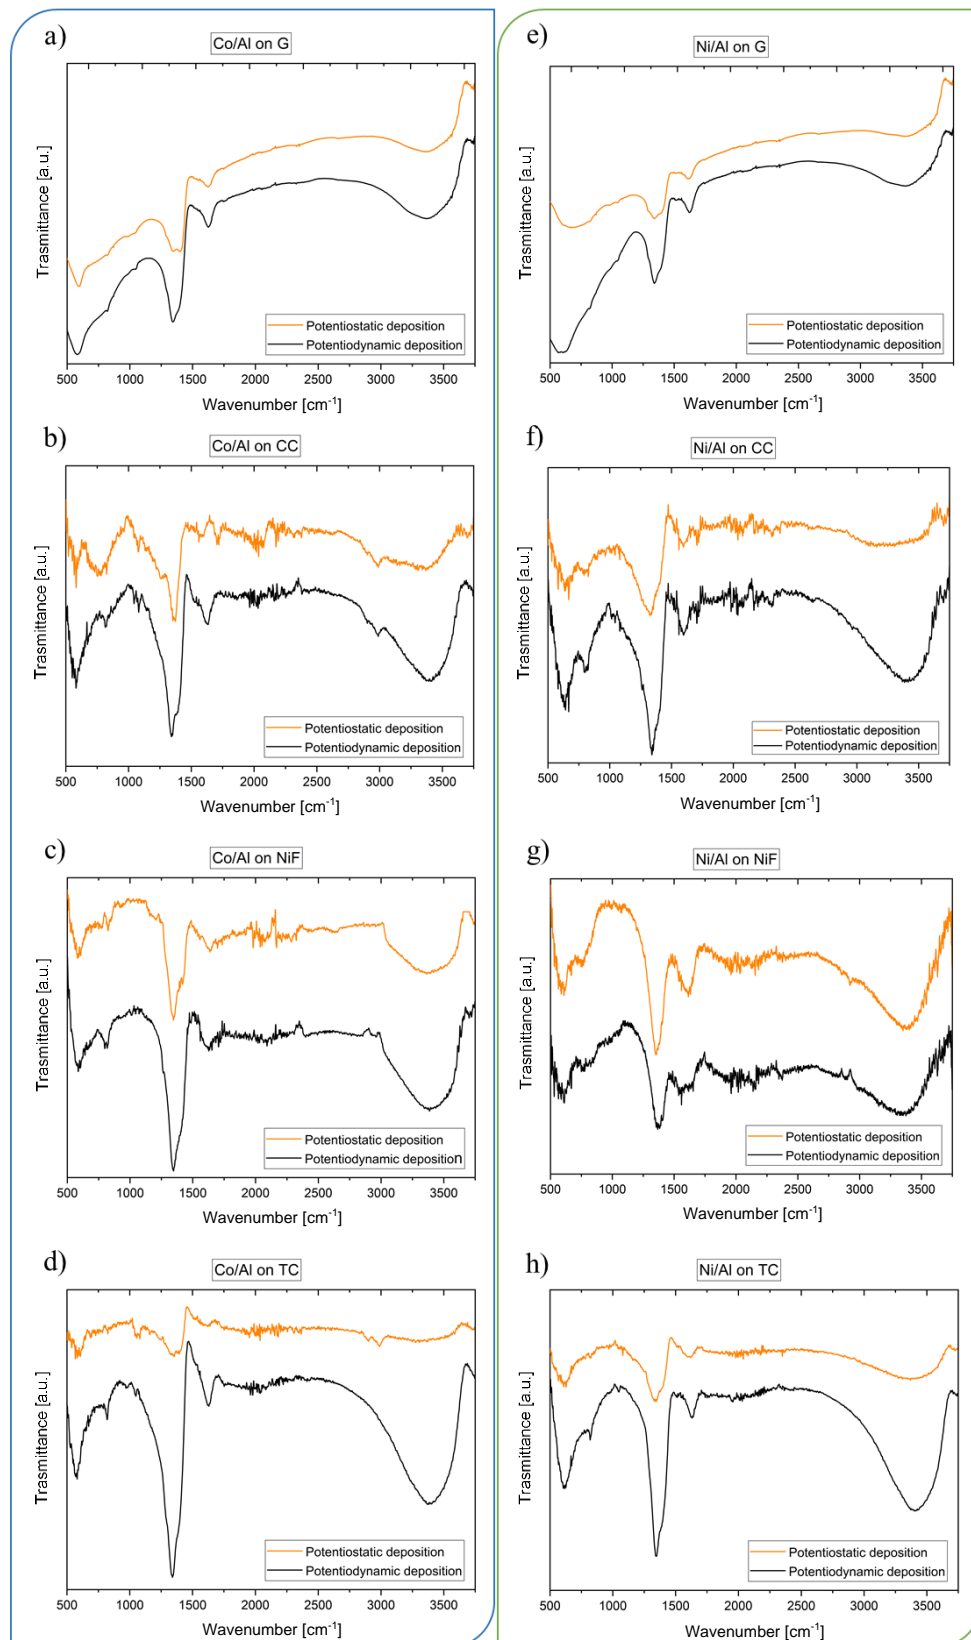 a)
Co/Al on G
Trasmittance [a.u.]
Potentiostatic deposition
Potentiodynamic deposition
500 1000 1500 2000 2500 3000 3500
Wavenumber [cm-1]
b)
Co/Al on CC
Trasmittance [a.u.]
Potentiostatic deposition
Potentiodynamic deposition
500 1000 1500 2000 2500 3000 3500
Wavenumber [cm-1]
c)
Co/Al on NiF
Trasmittance [a.u.]
Potentiostatic deposition
Potentiodynamic deposition
500 1000 1500 2000 2500 3000 3500
Wavenumber [cm-1]
d)
Co/Al on TC
Trasmittance [a.u.]
Potentiostatic deposition
Potentiodynamic deposition
500 1000 1500 2000 2500 3000 3500
Wavenumber [cm-1]
e)
Ni/Al on G
Trasmittance [a.u.]
Potentiostatic deposition
Potentiodynamic deposition
500 1000 1500 2000 2500 3000 3500
Wavenumber [cm-1]
f)
Ni/Al on CC
Trasmittance [a.u.]
Potentiostatic deposition
Potentiodynamic deposition
500 1000 1500 2000 2500 3000 3500
Wavenumber [cm-1]
g)
Ni/Al on NiF
Trasmittance [a.u.]
Potentiostatic deposition
Potentiodynamic deposition
500 1000 1500 2000 2500 3000 3500
Wavenumber [cm-1]
h)
Ni/Al on TC
Trasmittance [a.u.]
Potentiostatic deposition
Potentiodynamic deposition
500 1000 1500 2000 2500 3000 3500
Wavenumber [cm-1]